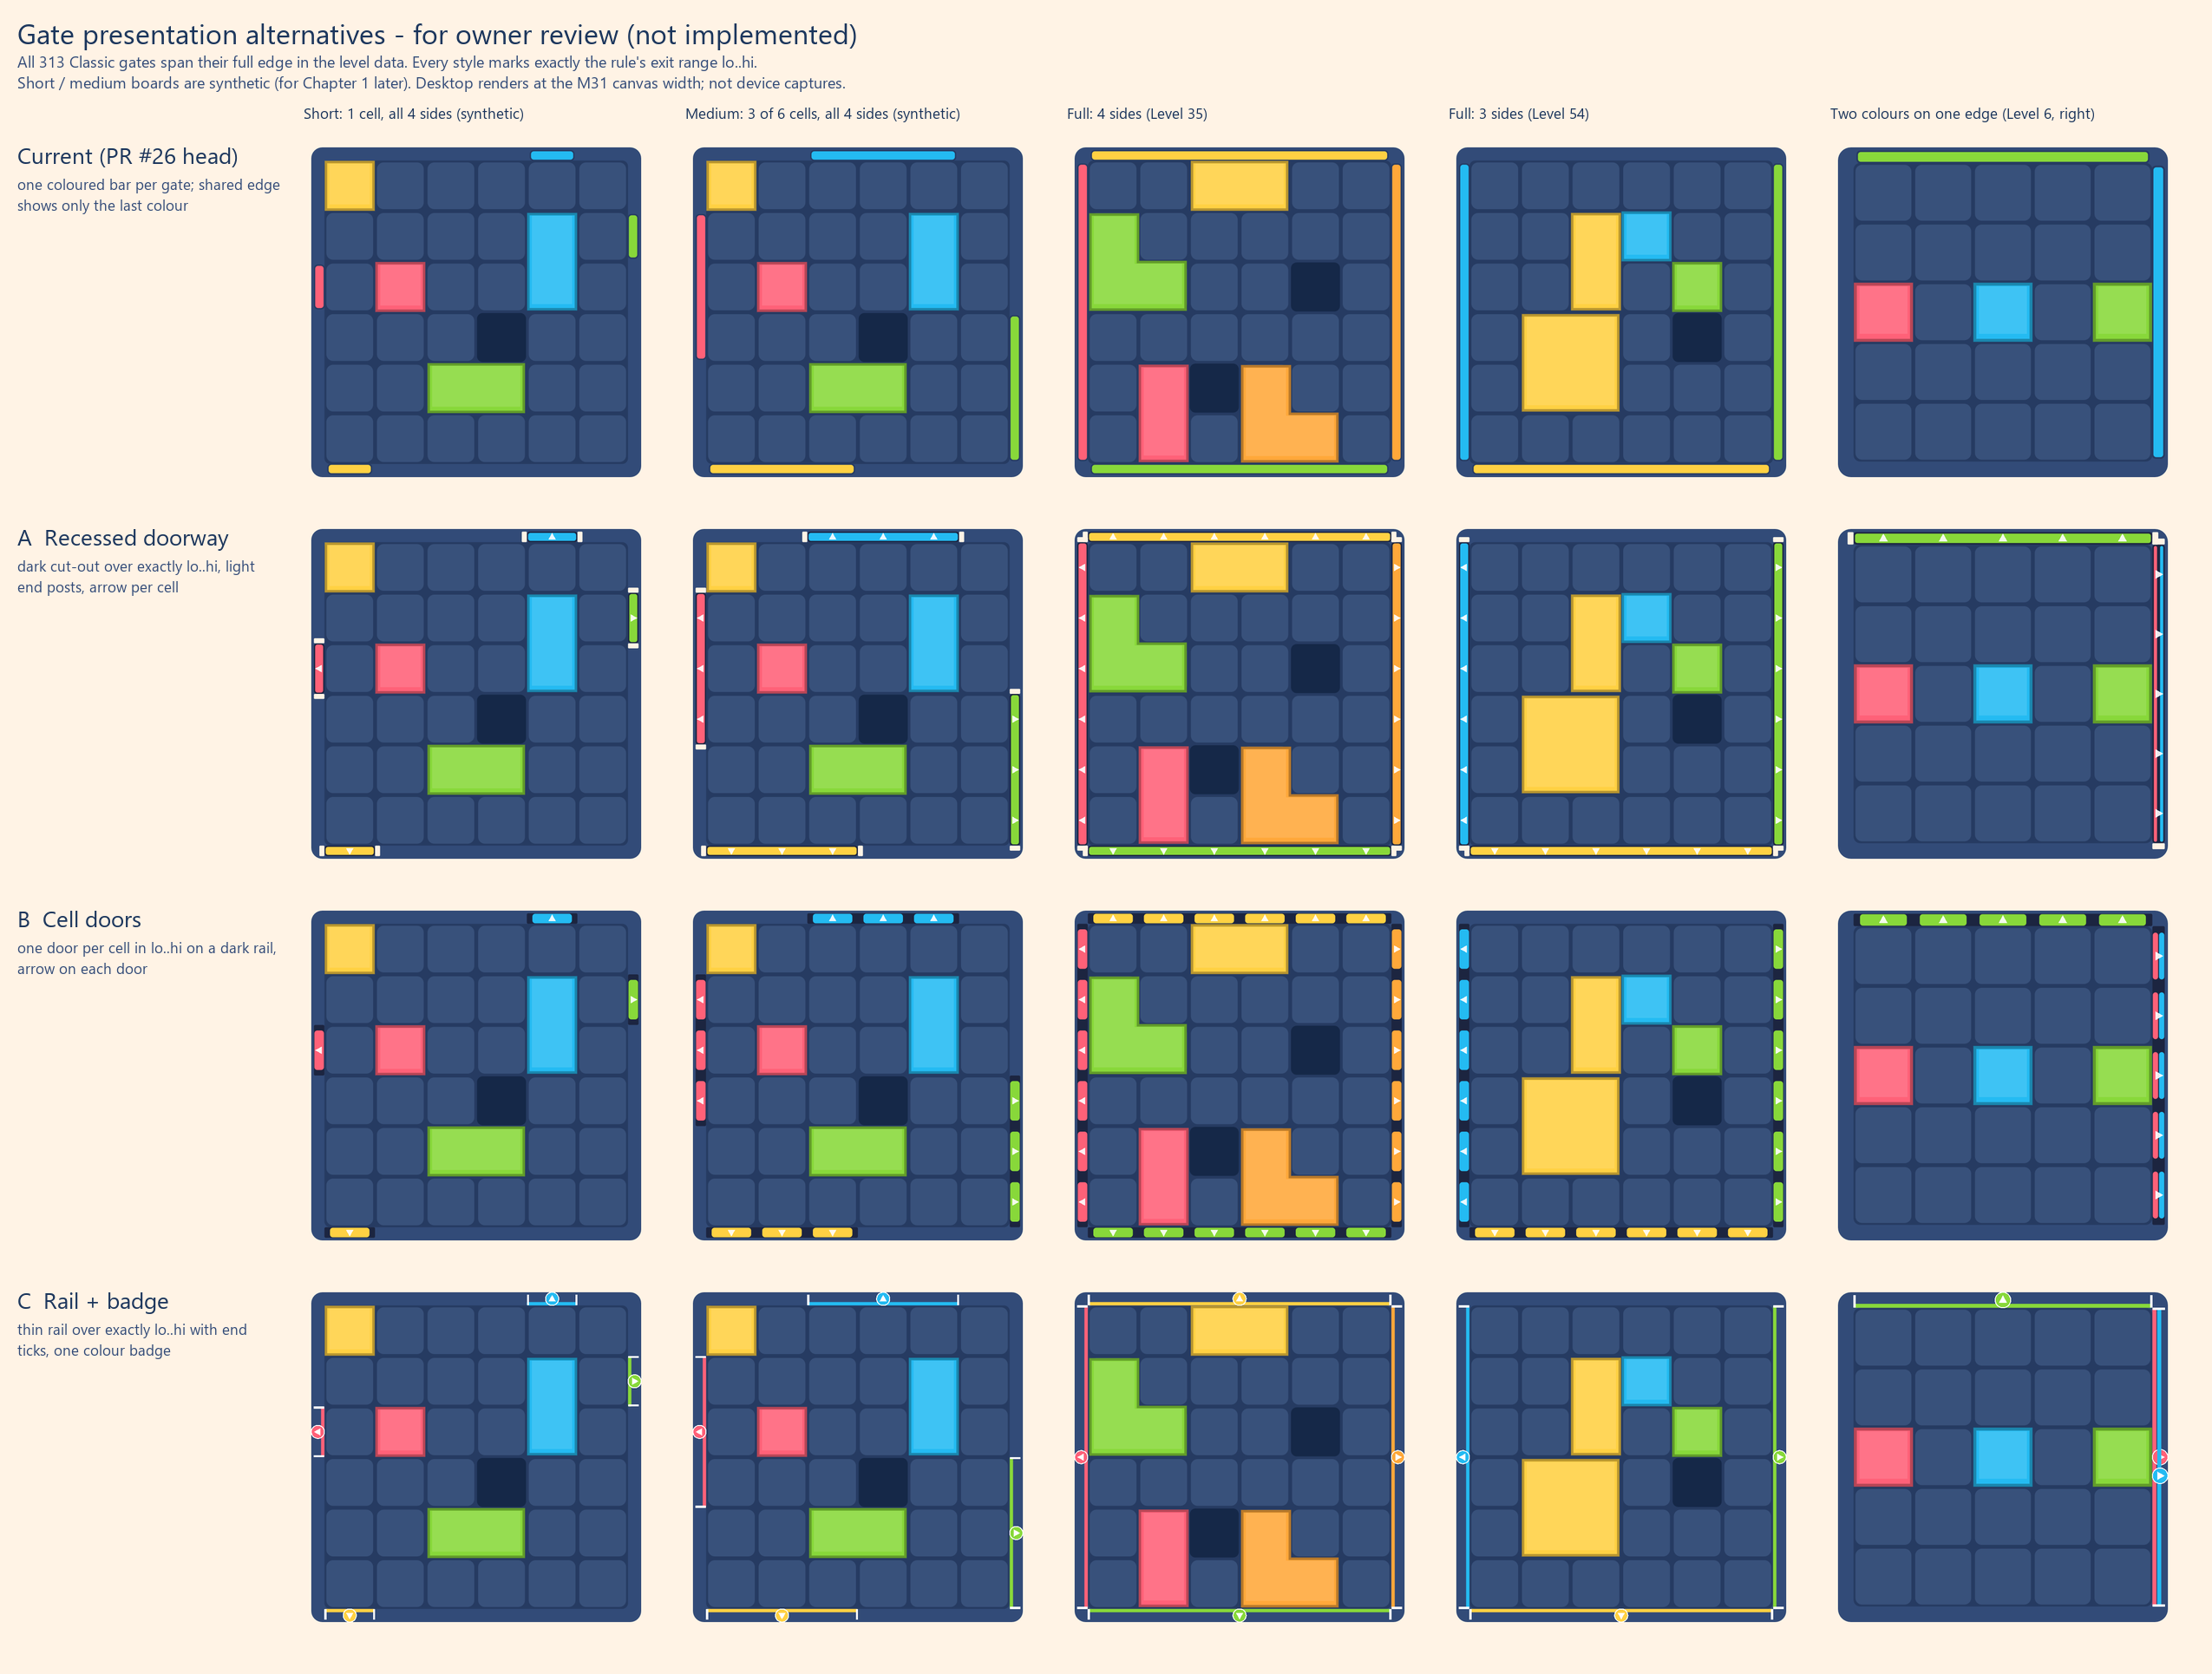 Gate presentation alternatives - for owner review (not implemented)
All 313 Classic gates span their full edge in the level data. Every style marks exactly the rule's exit range lo..hi.
Short / medium boards are synthetic (for Chapter 1 later). Desktop renders at the M31 canvas width; not device captures.
Short: 1 cell, all 4 sides (synthetic)
Medium: 3 of 6 cells, all 4 sides (synthetic)
Full: 4 sides (Level 35)
Full: 3 sides (Level 54)
Two colours on one edge (Level 6, right)
Current (PR #26 head)
one coloured bar per gate; shared edge
shows only the last colour
A Recessed doorway
dark cut-out over exactly lo..hi, light
end posts, arrow per cell
B Cell doors
one door per cell in lo..hi on a dark rail,
arrow on each door
C Rail + badge
thin rail over exactly lo..hi with end
ticks, one colour badge